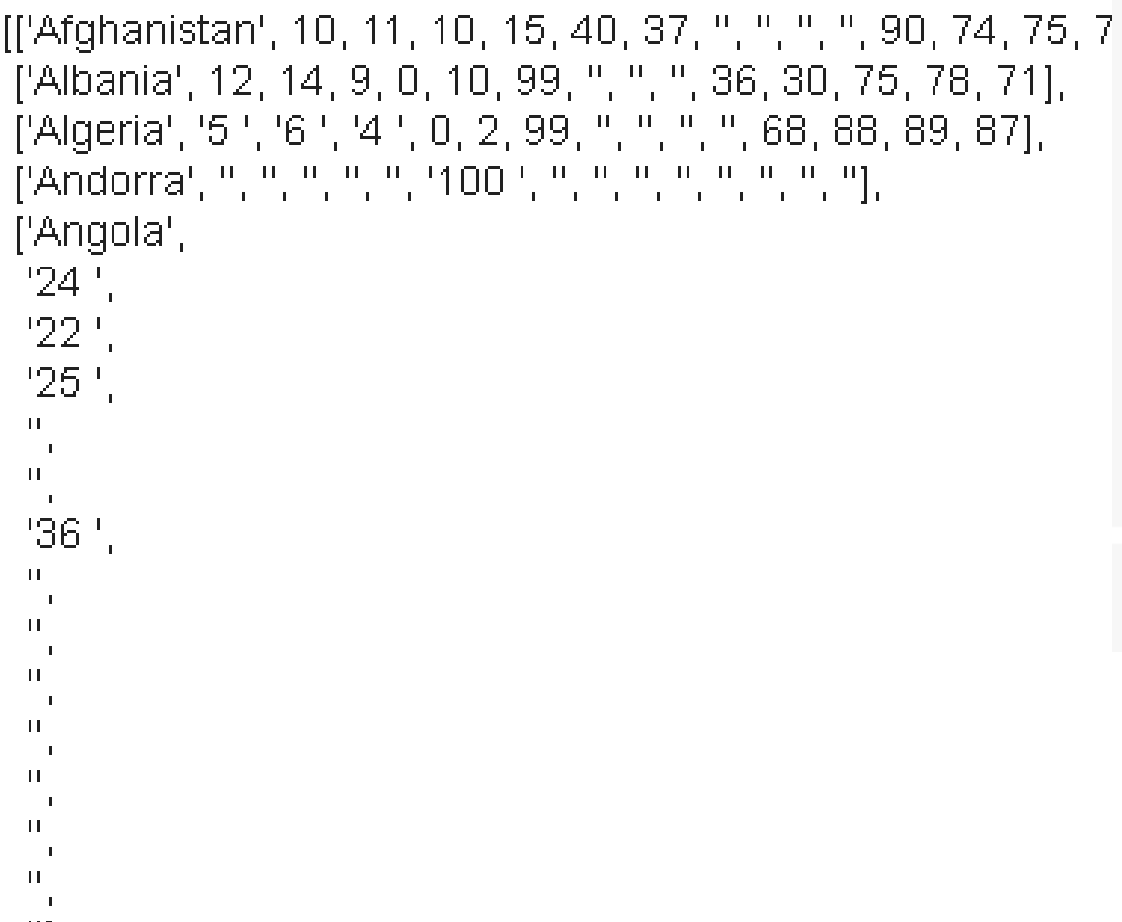 [['Afghanistan', 10, 11, 10, 15, 40, 37, '', '', '', '', 90, 74, 75, 7
['Albania', 12, 14, 9, 0, 10, 99, '', '', '', 36, 30, 75, 78, 71],
['Algeria', '5 ', '6 ', '4 ', 0, 2, 99, '', '', '', '', 68, 88, 89, 87],
['Andorra', '', '', '', '', '', '100 ', '', '', '', '', '', '', '', ''],
['Angola',
'24 ',
'22 ',
'25 ',
'',
'',
'36 ',
'',
'',
'',
'',
'',
'',
'',